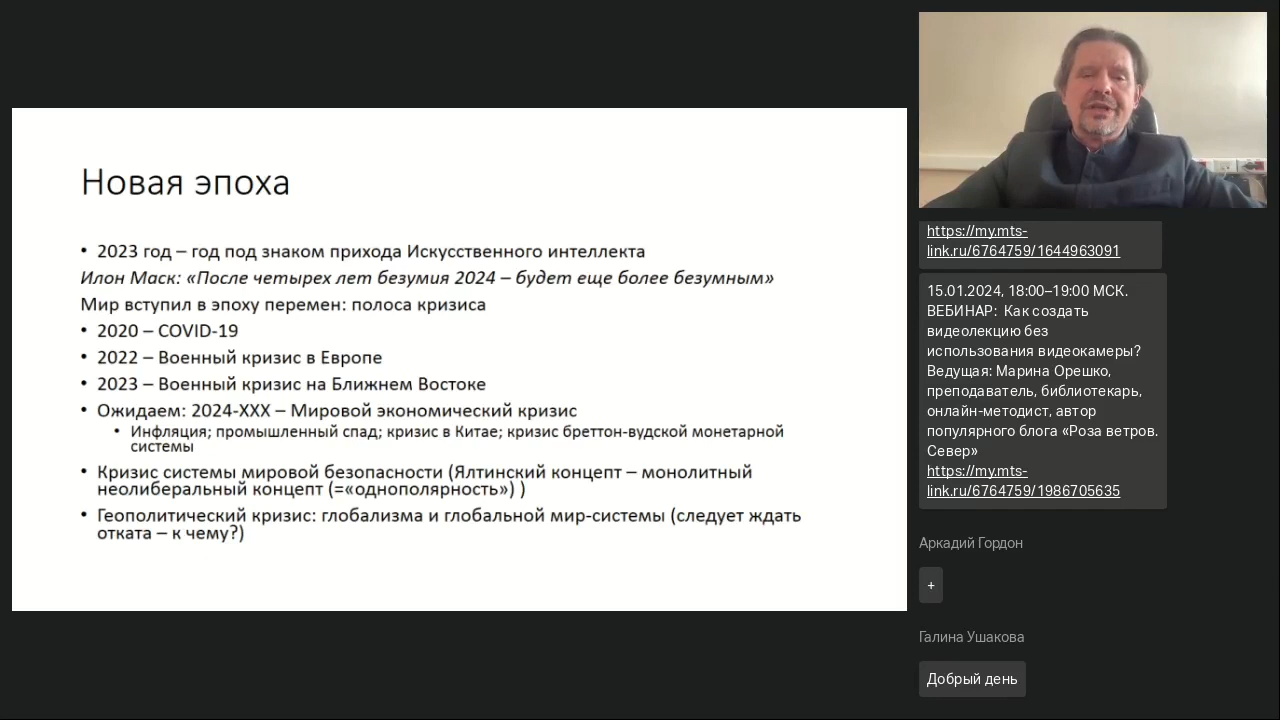 Новая эпоха
• 2023 год – год под знаком прихода Искусственного интеллекта
Илон Маск: «После четырех лет безумия 2024 – будет еще более безумным»
Мир вступил в эпоху перемен: полоса кризиса
• 2020 – COVID-19
• 2022 – Военный кризис в Европе
• 2023 – Военный кризис на Ближнем Востоке
• Ожидаем: 2024-XXX – Мировой экономический кризис
• Инфляция; промышленный спад; кризис в Китае; кризис бреттон-вудской монетарной
системы
• Кризис системы мировой безопасности (Ялтинский концепт – монолитный
неолиберальный концепт (=«однополярность») )
• Геополитический кризис: глобализма и глобальной мир-системы (следует ждать
отката – к чему?)
https://my.mts-
link.ru/6764759/1644963091
15.01.2024, 18:00–19:00 МСК.
ВЕБИНАР:  Как создать
видеолекцию без
использования видеокамеры?
Ведущая: Марина Орешко,
преподаватель, библиотекарь,
онлайн-методист, автор
популярного блога «Роза ветров.
Север»
https://my.mts-
link.ru/6764759/1986705635
Аркадий Гордон
+
Галина Ушакова
Добрый день